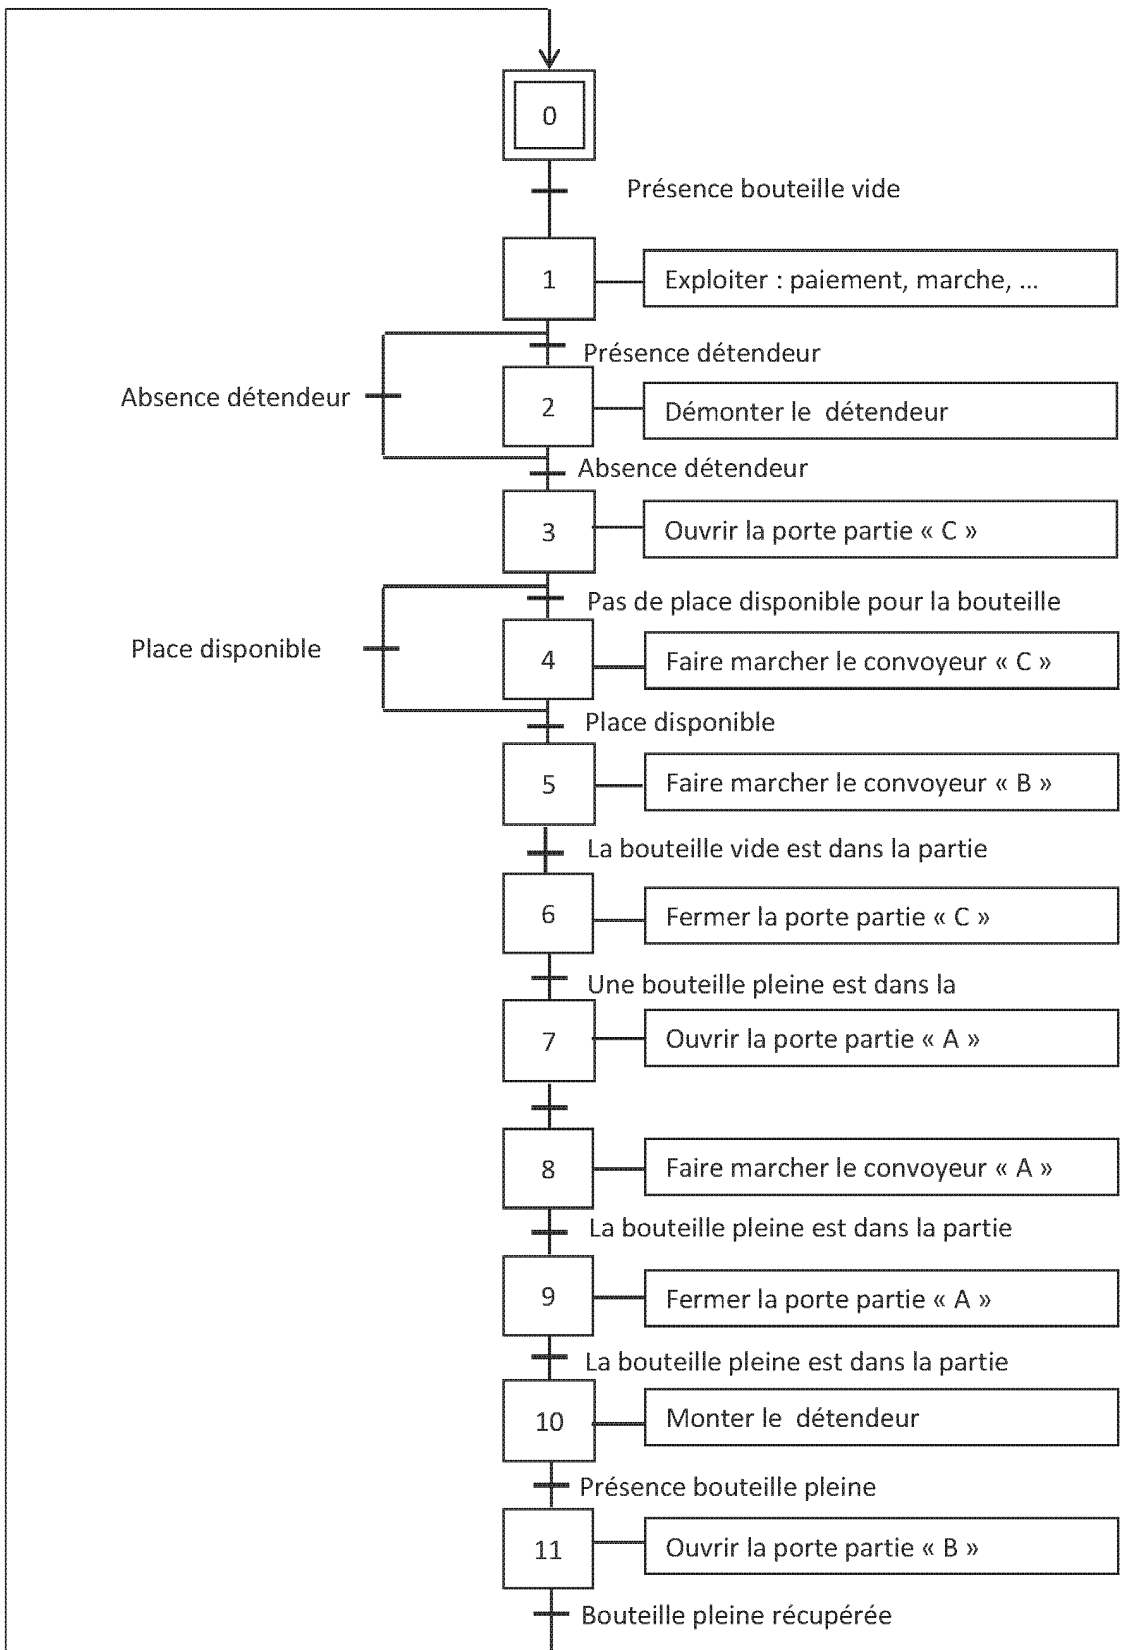 0
Présence bouteille vide
1
Exploiter : paiement, marche, ...
Présence détendeur
Absence détendeur
2
Démonter le détendeur
Absence détendeur
3
Ouvrir la porte partie « C »
Pas de place disponible pour la bouteille
Place disponible
4
Faire marcher le convoyeur « C »
Place disponible
5
Faire marcher le convoyeur « B »
La bouteille vide est dans la partie
6
Fermer la porte partie « C »
Une bouteille pleine est dans la
7
Ouvrir la porte partie « A »
8
Faire marcher le convoyeur « A »
La bouteille pleine est dans la partie
9
Fermer la porte partie « A »
La bouteille pleine est dans la partie
10
Monter le détendeur
Présence bouteille pleine
11
Ouvrir la porte partie « B »
Bouteille pleine récupérée